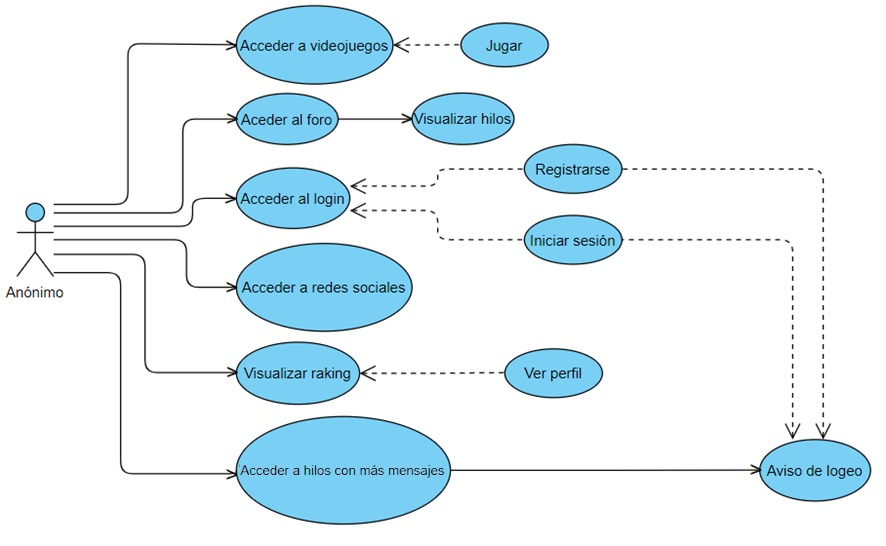 Acceder a videojuegos
Jugar
Aceder al foro
Visualizar hilos
Registrarse
Acceder al login
Iniciar sesión
Anónimo
Acceder a redes sociales
Visualizar raking
Ver perfil
Acceder a hilos con más mensajes
Aviso de logeo